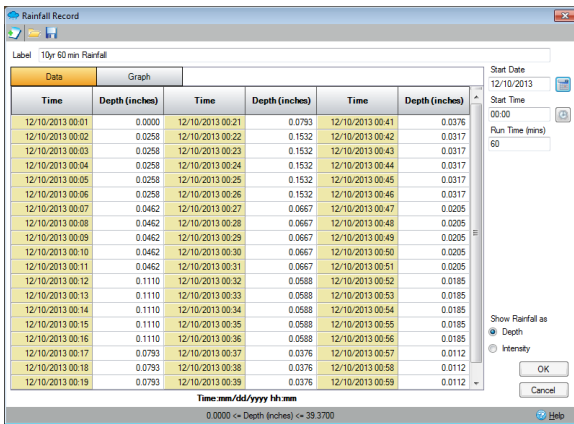 Rainfall Record
Label 10yr 60 min Rainfall
Start Date
12/10/2013
Start Time
00:00
Run Time (mins)
60
Data Graph
Time Depth (inches) Time Depth (inches) Time Depth (inches)
12/10/2013 00:01 0.0000 12/10/2013 00:21 0.0793 12/10/2013 00:41 0.0376
12/10/2013 00:02 0.0258 12/10/2013 00:22 0.1532 12/10/2013 00:42 0.0317
12/10/2013 00:03 0.0258 12/10/2013 00:23 0.1532 12/10/2013 00:43 0.0317
12/10/2013 00:04 0.0258 12/10/2013 00:24 0.1532 12/10/2013 00:44 0.0317
12/10/2013 00:05 0.0258 12/10/2013 00:25 0.1532 12/10/2013 00:45 0.0317
12/10/2013 00:06 0.0258 12/10/2013 00:26 0.1532 12/10/2013 00:46 0.0317
12/10/2013 00:07 0.0462 12/10/2013 00:27 0.0667 12/10/2013 00:47 0.0205
12/10/2013 00:08 0.0462 12/10/2013 00:28 0.0667 12/10/2013 00:48 0.0205
12/10/2013 00:09 0.0462 12/10/2013 00:29 0.0667 12/10/2013 00:49 0.0205
12/10/2013 00:10 0.0462 12/10/2013 00:30 0.0667 12/10/2013 00:50 0.0205
12/10/2013 00:11 0.0462 12/10/2013 00:31 0.0667 12/10/2013 00:51 0.0205
12/10/2013 00:12 0.1110 12/10/2013 00:32 0.0588 12/10/2013 00:52 0.0185
12/10/2013 00:13 0.1110 12/10/2013 00:33 0.0588 12/10/2013 00:53 0.0185
12/10/2013 00:14 0.1110 12/10/2013 00:34 0.0588 12/10/2013 00:54 0.0185
12/10/2013 00:15 0.1110 12/10/2013 00:35 0.0588 12/10/2013 00:55 0.0185
12/10/2013 00:16 0.1110 12/10/2013 00:36 0.0588 12/10/2013 00:56 0.0185
12/10/2013 00:17 0.0793 12/10/2013 00:37 0.0376 12/10/2013 00:57 0.0112
12/10/2013 00:18 0.0793 12/10/2013 00:38 0.0376 12/10/2013 00:58 0.0112
12/10/2013 00:19 0.0793 12/10/2013 00:39 0.0376 12/10/2013 00:59 0.0112
Show Rainfall as
Depth
Intensity
OK
Cancel
Time:mm/dd/yyyy hh:mm
0.0000 <= Depth (inches) <= 39.3700
Help